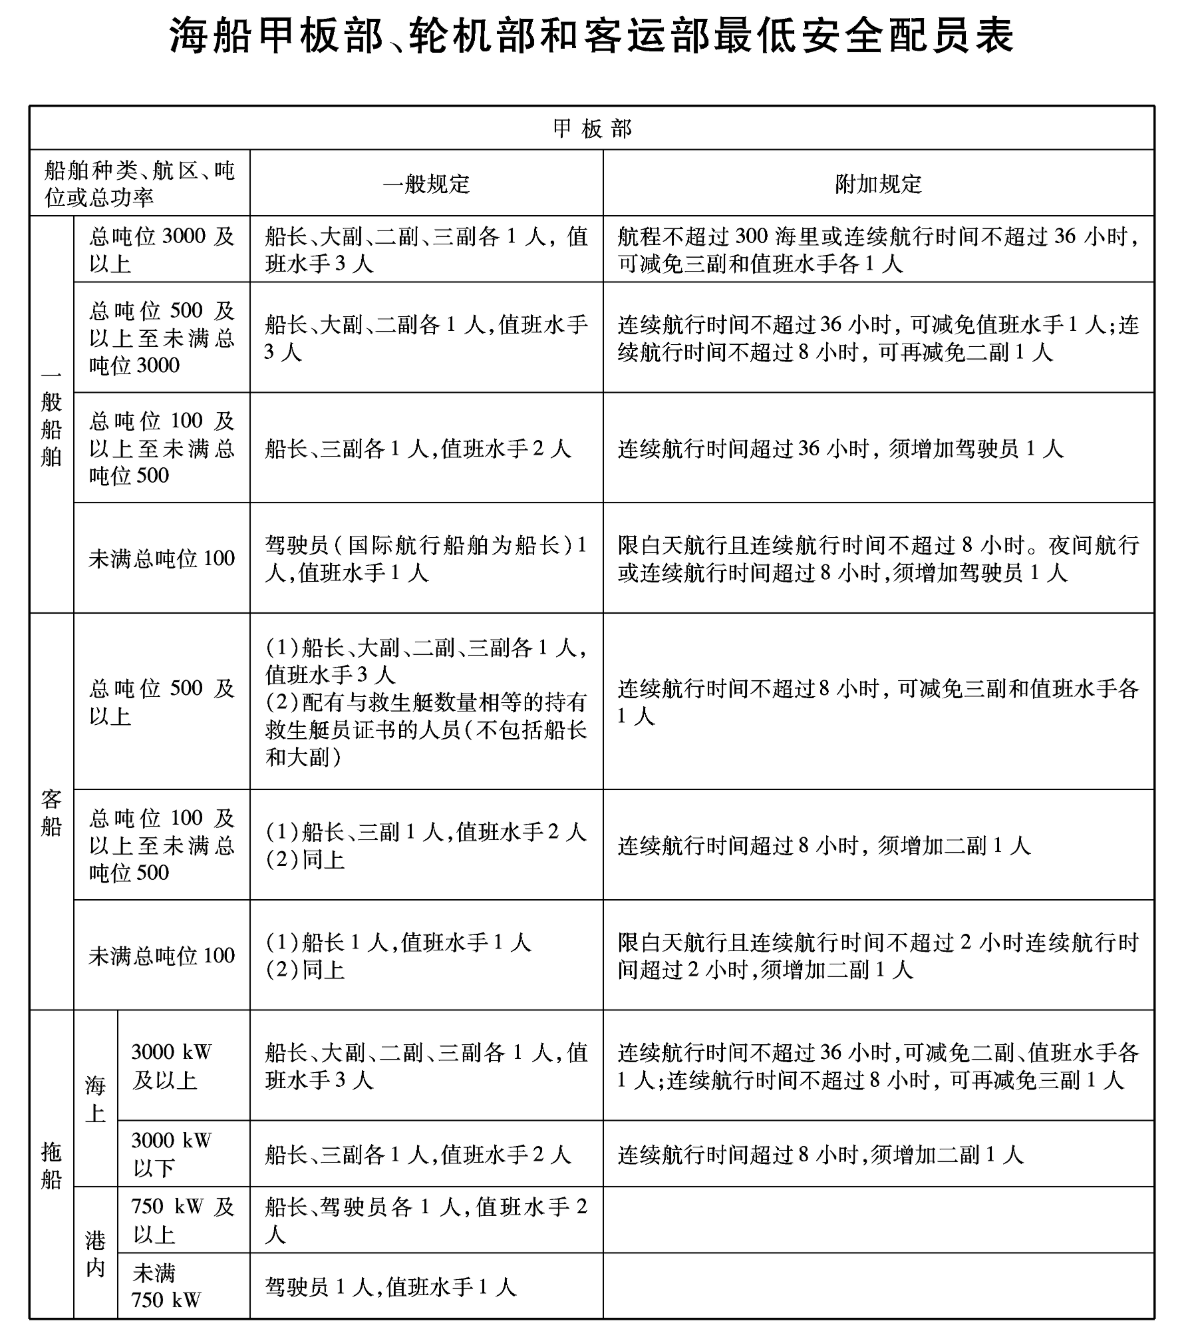 海船甲板部、轮机部和客运部最低安全配员表
甲板部
船舶种类、航区、吨
位或总功率
一般规定
附加规定
一般船舶
总吨位 3000 及
以上
船长、大副、二副、三副各 1 人, 值
班水手 3 人
航程不超过 300 海里或连续航行时间不超过 36 小时,
可减免三副和值班水手各 1 人
总吨位 500 及
以上至未满总
吨位 3000
船长、大副、二副各 1 人,值班水手
3 人
连续航行时间不超过 36 小时, 可减免值班水手 1 人;连
续航行时间不超过 8 小时, 可再减免二副 1 人
总吨位 100 及
以上至未满总
吨位 500
船长、三副各 1 人,值班水手 2 人
连续航行时间超过 36 小时, 须增加驾驶员 1 人
未满总吨位 100
驾驶员(国际航行船舶为船长)1
人,值班水手 1 人
限白天航行且连续航行时间不超过 8 小时。夜间航行
或连续航行时间超过 8 小时,须增加驾驶员 1 人
客船
总吨位 500 及
以上
(1)船长、大副、二副、三副各 1 人,
值班水手 3 人
(2)配有与救生艇数量相等的持有
救生艇员证书的人员(不包括船长
和大副)
连续航行时间不超过 8 小时, 可减免三副和值班水手各
1 人
总吨位 100 及
以上至未满总
吨位 500
(1)船长、三副 1 人,值班水手 2 人
(2)同上
连续航行时间超过 8 小时, 须增加二副 1 人
未满总吨位 100
(1)船长 1 人,值班水手 1 人
(2)同上
限白天航行且连续航行时间不超过 2 小时连续航行时
间超过 2 小时,须增加二副 1 人
拖船
海上
3000 kW
及以上
船长、大副、二副、三副各 1 人,值
班水手 3 人
连续航行时间不超过 36 小时,可减免二副、值班水手各
1 人;连续航行时间不超过 8 小时, 可再减免三副 1 人
3000 kW
以下
船长、三副各 1 人,值班水手 2 人
连续航行时间超过 8 小时,须增加二副 1 人
港内
750 kW 及
以上
船长、驾驶员各 1 人,值班水手 2
人
未满
750 kW
驾驶员 1 人,值班水手 1 人